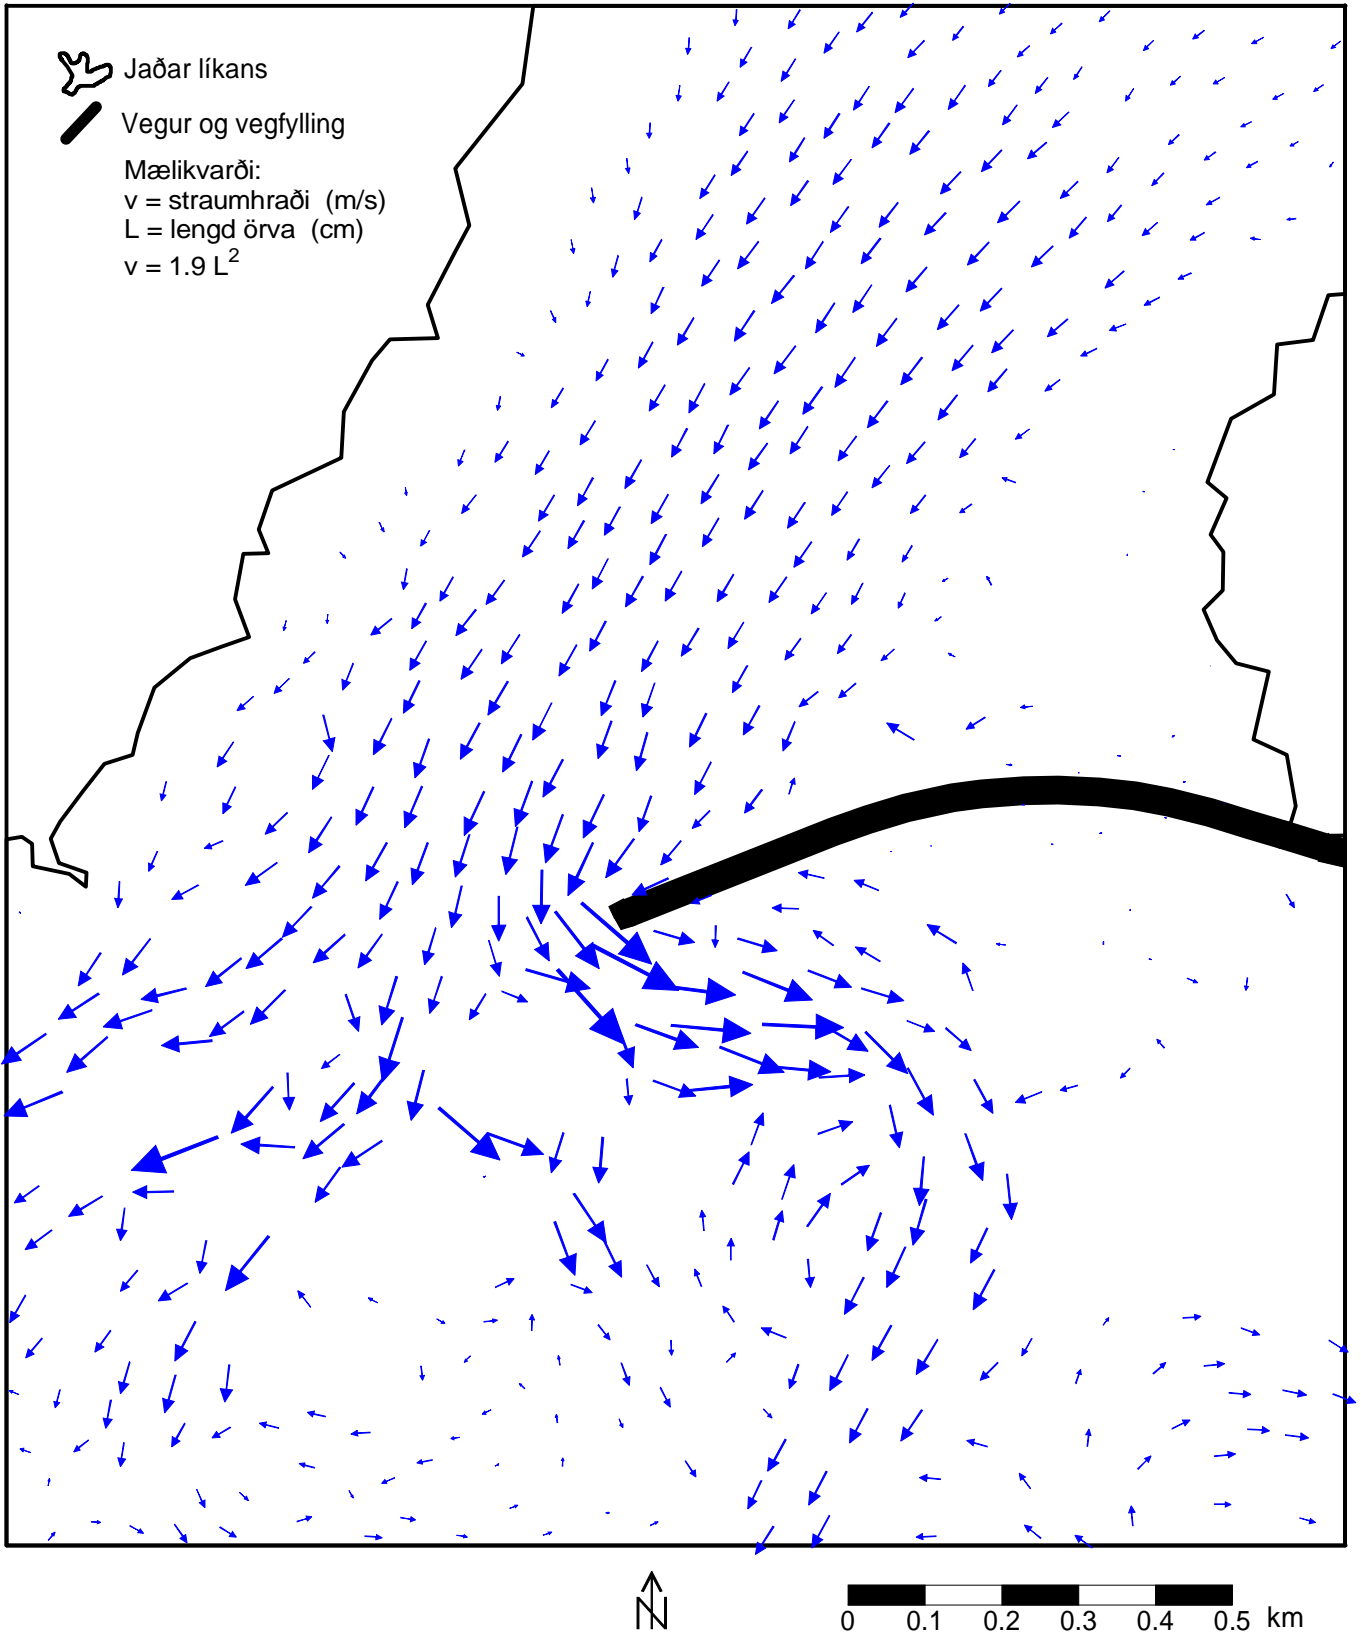 Jaðar líkans
Vegur og vegfylling
Mælikvarði:
v = straumhraði (m/s)
L = lengd örva (cm)
v = 1.9 L²
N
0 0.1 0.2 0.3 0.4 0.5 km